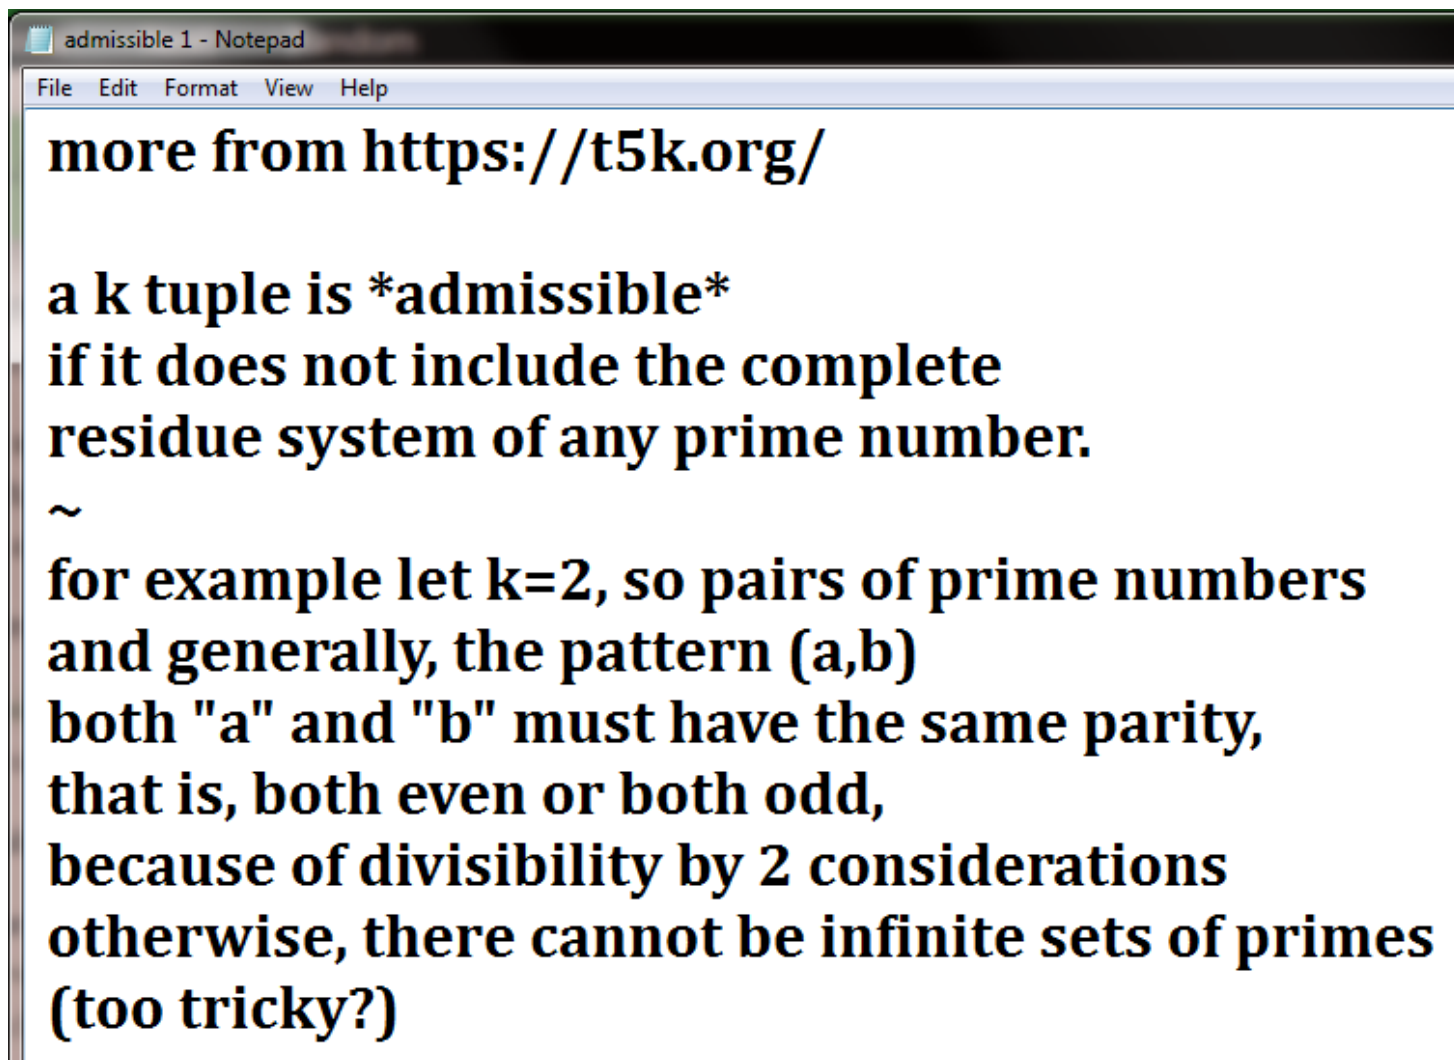 admissible 1 - Notepad
File Edit Format View Help
more from https://t5k.org/
a k tuple is *admissible*
if it does not include the complete
residue system of any prime number.
~
for example let k=2, so pairs of prime numbers
and generally, the pattern (a,b)
both "a" and "b" must have the same parity,
that is, both even or both odd,
because of divisibility by 2 considerations
otherwise, there cannot be infinite sets of primes
(too tricky?)